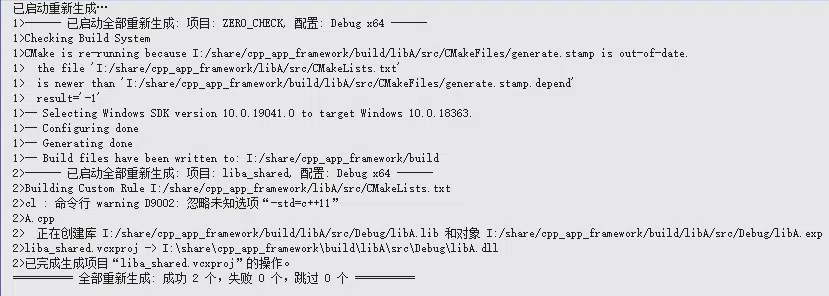 已启动重新生成…
1>------ 已启动全部重新生成: 项目: ZERO_CHECK, 配置: Debug x64 ------
1>Checking Build System
1>CMake is re-running because I:/share/cpp_app_framework/build/libA/src/CMakeFiles/generate.stamp is out-of-date.
1>  the file 'I:/share/cpp_app_framework/libA/src/CMakeLists.txt'
1>  is newer than 'I:/share/cpp_app_framework/build/libA/src/CMakeFiles/generate.stamp.depend'
1>  result='-1'
1>-- Selecting Windows SDK version 10.0.19041.0 to target Windows 10.0.18363.
1>-- Configuring done
1>-- Generating done
1>-- Build files have been written to: I:/share/cpp_app_framework/build
2>------ 已启动全部重新生成: 项目: liba_shared, 配置: Debug x64 ------
2>Building Custom Rule I:/share/cpp_app_framework/libA/src/CMakeLists.txt
2>cl : 命令行 warning D9002: 忽略未知选项“-std=c++11”
2>A.cpp
2>  正在创建库 I:/share/cpp_app_framework/build/libA/src/Debug/libA.lib 和对象 I:/share/cpp_app_framework/build/libA/src/Debug/libA.exp
2>liba_shared.vcxproj -> I:\share\cpp_app_framework\build\libA\src\Debug\libA.dll
2>已完成生成项目“liba_shared.vcxproj”的操作。
========== 全部重新生成: 成功 2 个，失败 0 个，跳过 0 个 ==========